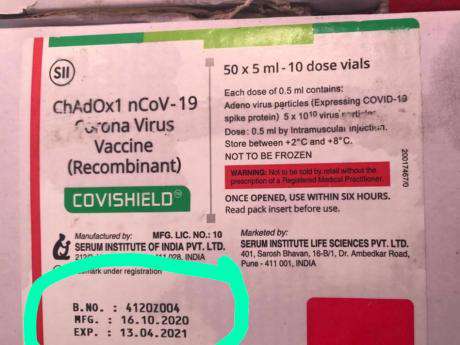 SII
ChAdOx1 nCoV-19
Corona Virus
Vaccine
(Recombinant)
COVISHIELD
50 x 5 ml - 10 dose vials
Each dose of 0.5 ml contains:
Adeno virus particles (Expressing COVID-19
spike protein) 5 x 10¹⁰ virus particles
Dose: 0.5 ml by Intramuscular injection.
Store between +2°C and +8°C.
NOT TO BE FROZEN
WARNING: Not to be sold by retail without the
prescription of a Registered Medical Practitioner.
ONCE OPENED, USE WITHIN SIX HOURS.
Read pack insert before use.
Manufactured by: MFG. LIC. NO.: 10
SERUM INSTITUTE OF INDIA PVT. LTD.
INDIA
mark under registration
Marketed by:
SERUM INSTITUTE LIFE SCIENCES PVT. LTD.
401, Sarosh Bhavan, 16-B/1, Dr. Ambedkar Road,
Pune - 411 001, INDIA
B.NO. : 4120Z004
MFG. : 16.10.2020
EXP. : 13.04.2021